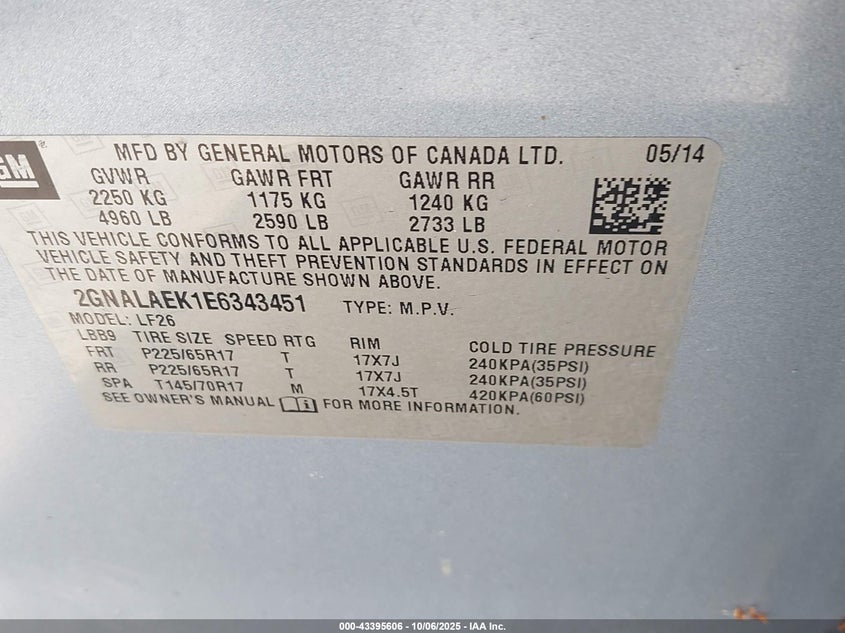 GM
MFD BY GENERAL MOTORS OF CANADA LTD. 05/14
GVWR GAWR FRT GAWR RR
2250 KG 1175 KG 1240 KG
4960 LB 2590 LB 2733 LB
THIS VEHICLE CONFORMS TO ALL APPLICABLE U.S. FEDERAL MOTOR
VEHICLE SAFETY AND THEFT PREVENTION STANDARDS IN EFFECT ON
THE DATE OF MANUFACTURE SHOWN ABOVE.
2GNALAEK1E6343451 TYPE: M.P.V.
MODEL: LF26
LBB9 TIRE SIZE SPEED RTG RIM COLD TIRE PRESSURE
FRT P225/65R17 T 17X7J 240KPA(35PSI)
RR P225/65R17 T 17X7J 240KPA(35PSI)
SPA T145/70R17 M 17X4.5T 420KPA(60PSI)
SEE OWNER'S MANUAL FOR MORE INFORMATION.
000-43395606 - 10/06/2025 - IAA Inc.